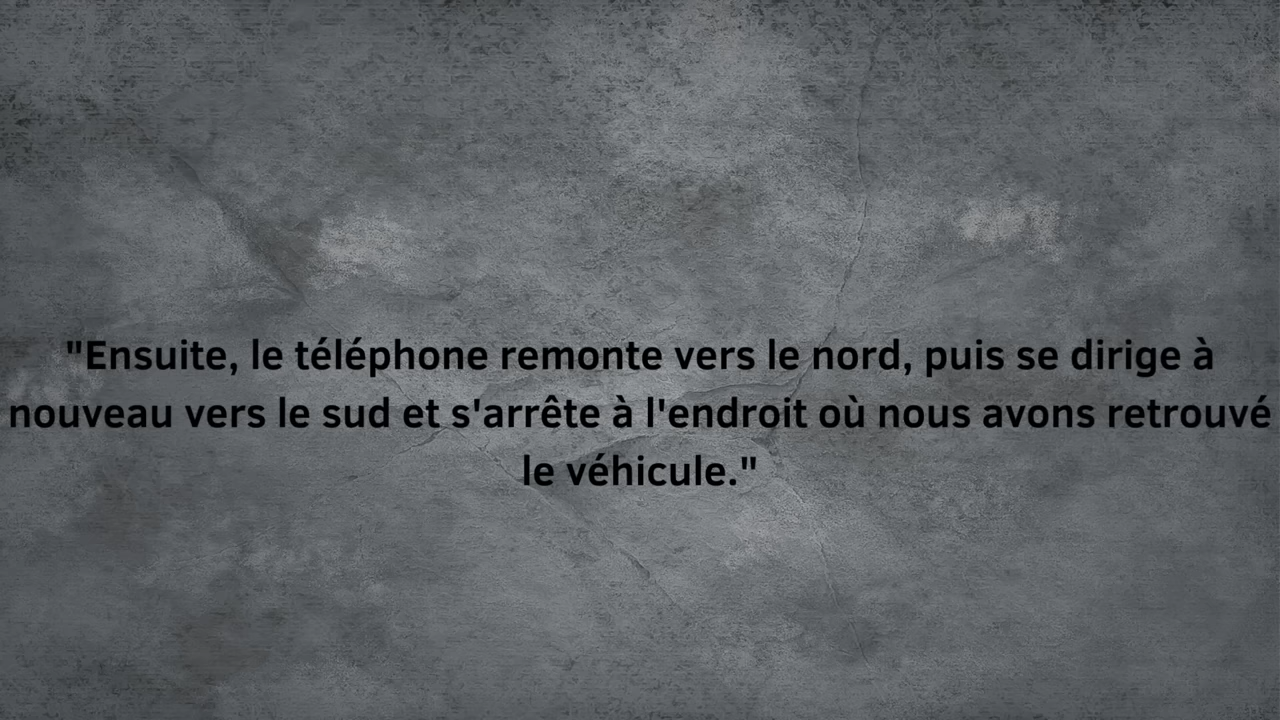 "Ensuite, le téléphone remonte vers le nord, puis se dirige à
nouveau vers le sud et s'arrête à l'endroit où nous avons retrouvé
le véhicule."